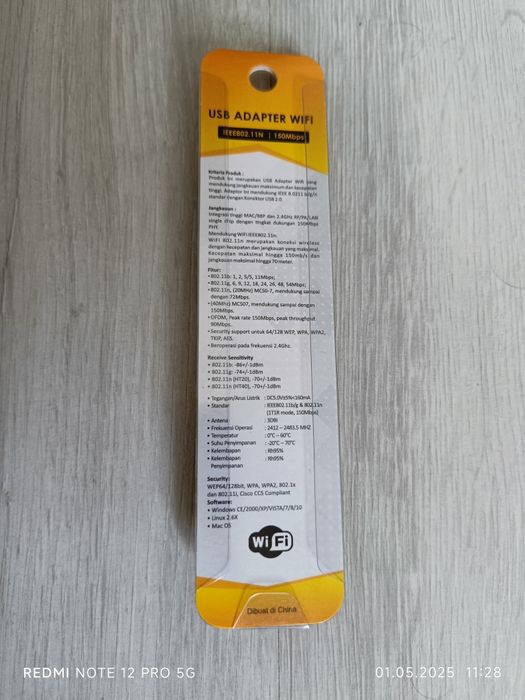 USB ADAPTER WIFI
IEEE802.11N | 150Mbps
Kriteria Produk :
Produk ini merupakan USB Adapter Wifi yang
mendukung jangkauan maksimum dan kecepatan
tinggi. Adaptor ini mendukung IEEE 8.0211 b/g/n
standar dengan Konektor USB 2.0.
Jangkauan :
Integrasi tinggi MAC/BBP dan 2.4GHz RF/PA/LAN
single chip dengan tingkat dukungan 150Mbps
PHY.
Mendukung WiFi IEEE802.11n.
WiFi 802.11n merupakan koneksi wireless
dengan kecepatan dan jangkauan yang maksimal.
Kecepatan maksimal hingga 150mb/s dan
jangkauan maksimal hingga 70 meter.
Fitur:
•802.11b: 1, 2, 5/5, 11Mbps;
•802.11g, 6, 9, 12, 18, 24, 26, 48, 54Mbps;
•802.11n, (20MHz) MCS0-7, mendukung sampai
dengan 72Mbps.
•(40Mhz) MCS07, mendukung sampai dengan
150Mbps.
•OFDM, Peak rate 150Mbps, peak throughput
90Mbps.
•Security support untuk 64/128 WEP, WPA, WPA2,
TKIP, AES.
•Beroperasi pada frekuensi 2.4Ghz.
Receive Sensitivity
• 802.11b: -86+/-1dBm
• 802.11g: -74+/-1dBm
• 802.11n (HT20), -70+/-1dBm
• 802.11n (HT40), -70+/-1dBm
• Tegangan/Arus Listrik : DC5.0V±5%<160mA
• Standar : IEEE802.11b/g & 802.11n
(1T1R mode, 150Mbps)
• Antena : 3DBI
• Frekuensi Operasi : 2412 – 2483.5 MHZ
• Temperatur : 0°C – 60°C
• Suhu Penyimpanan : -20°C – 70°C
• Kelembapan : Rh95%
• Kelembapan : Rh95%
Penyimpanan
Security:
WEP64/128bit, WPA, WPA2, 802.1x
dan 802.11i, Cisco CCS Compliant
Software:
• Windows CE/2000/XP/VISTA/7/8/10
• Linux 2.6X
• Mac OS
Wi Fi
Dibuat di China
REDMI NOTE 12 PRO 5G
01.05.2025 11:28